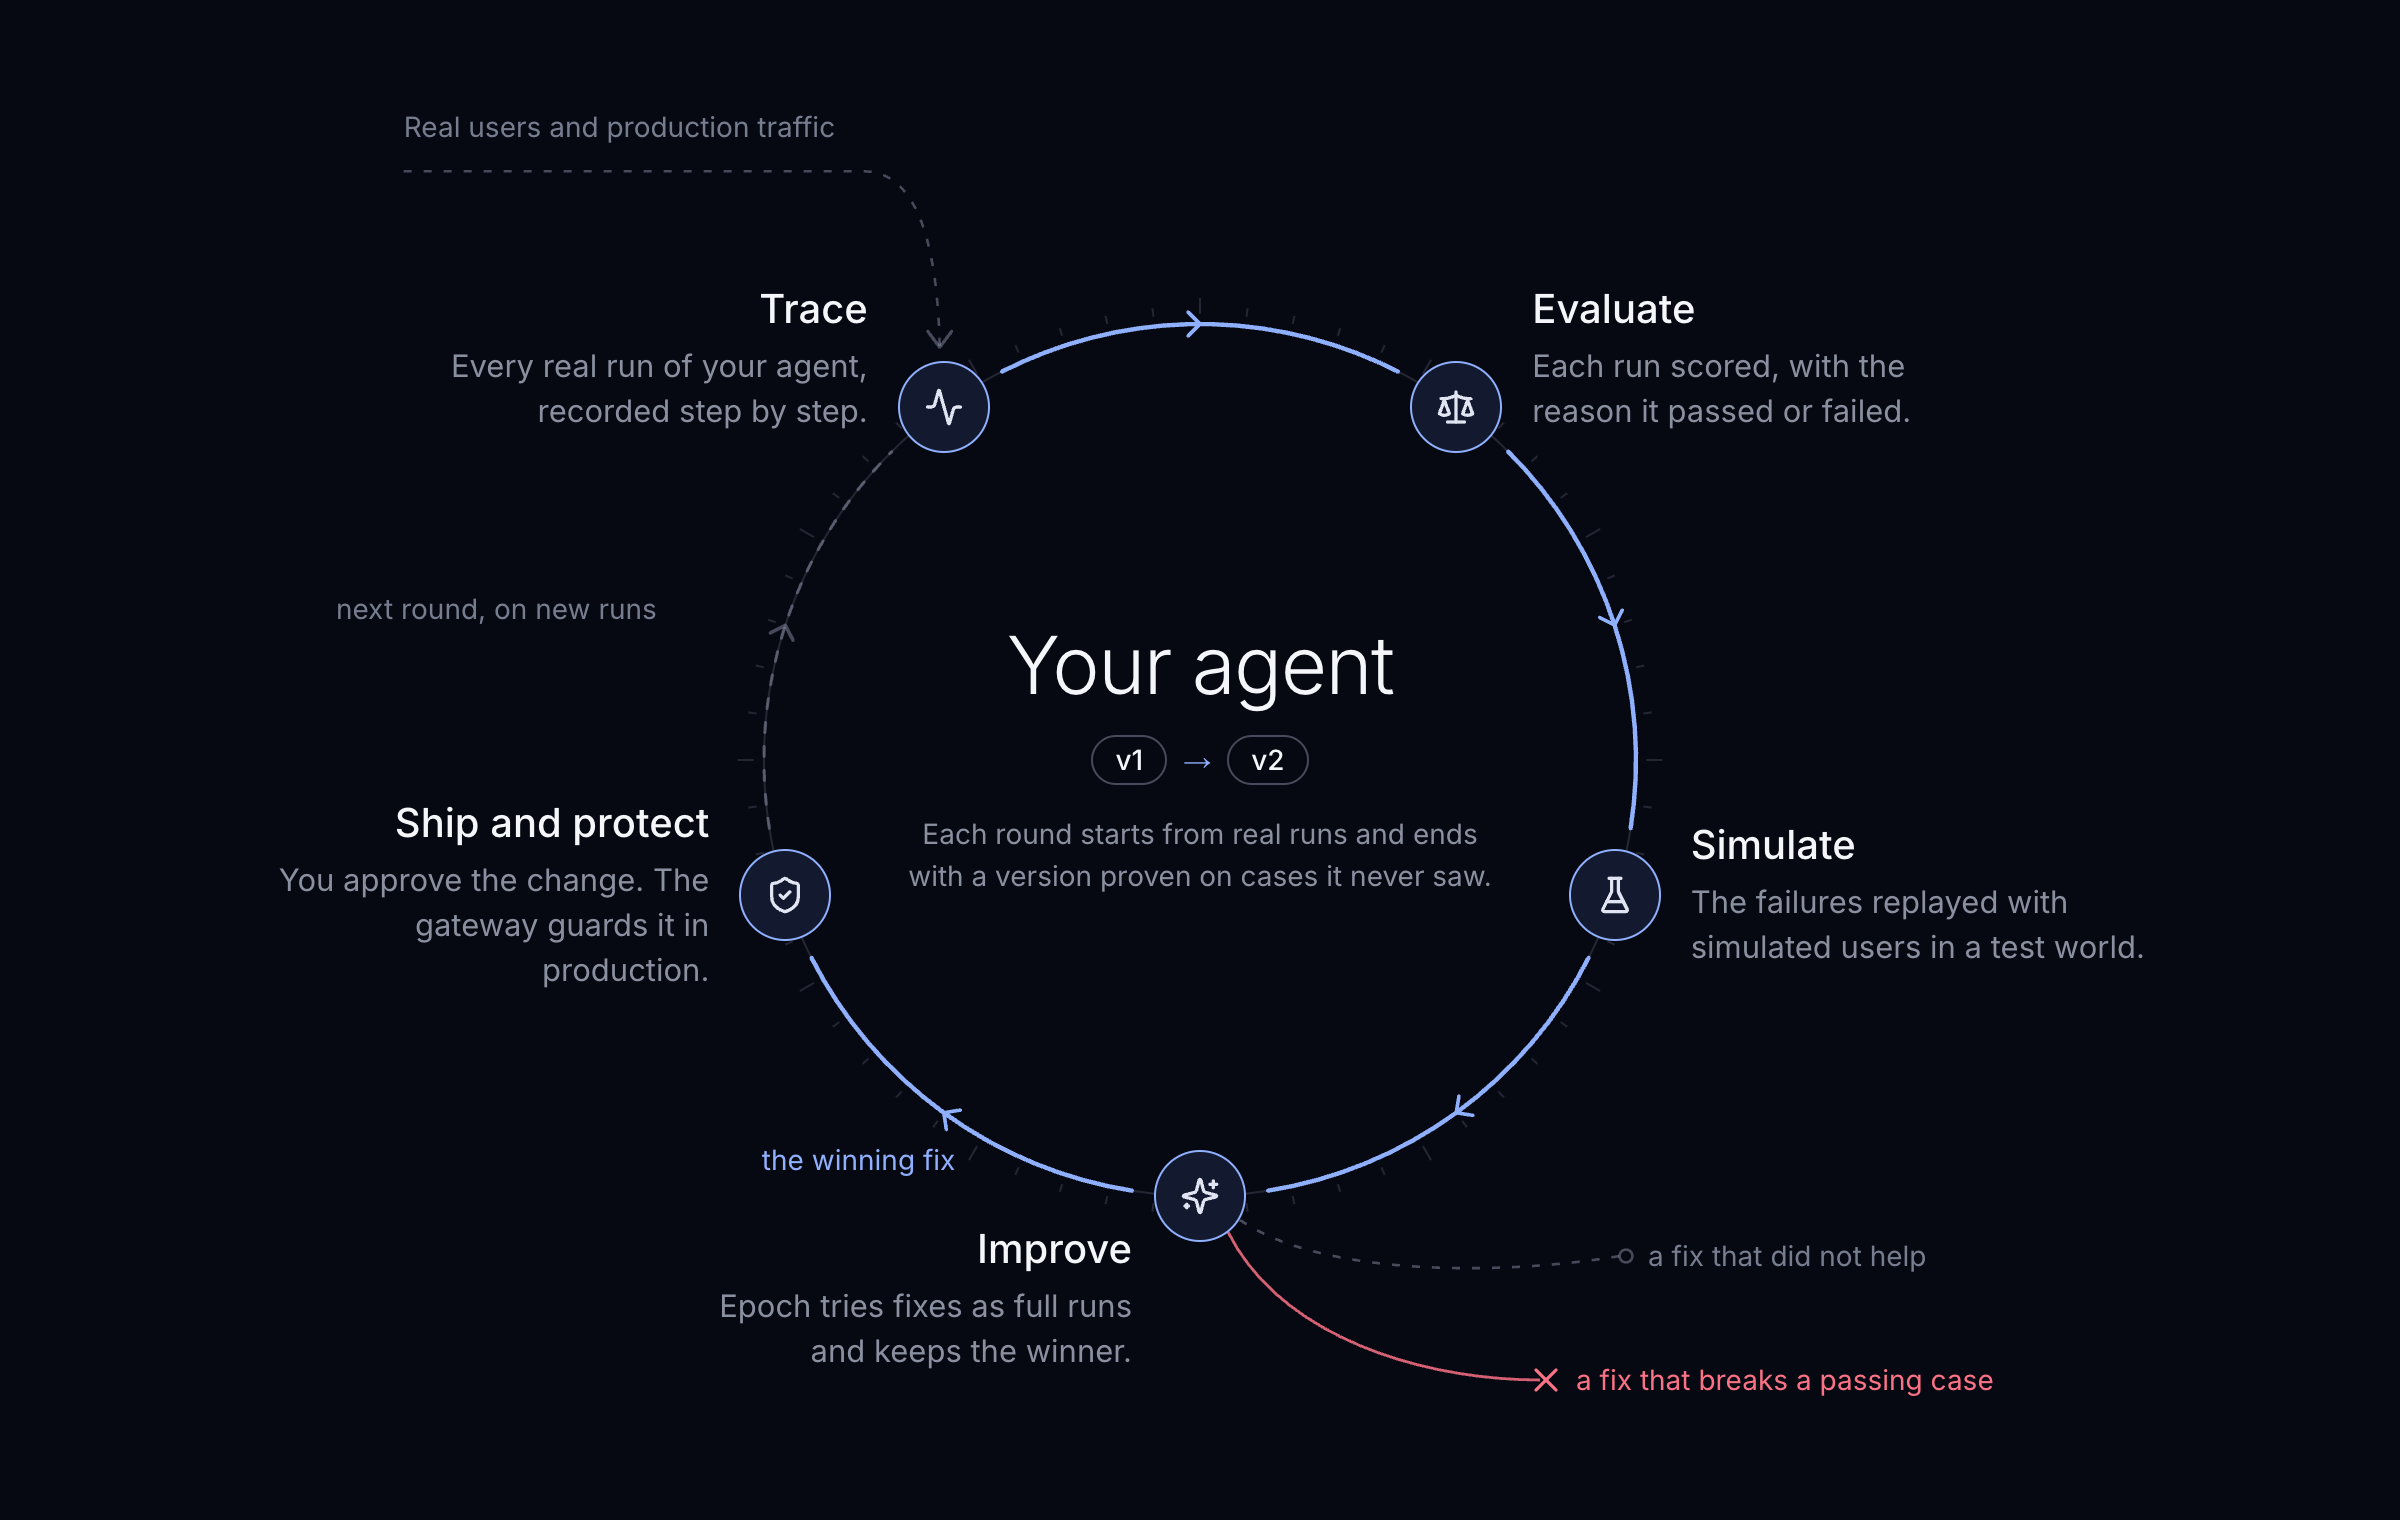 Real users and production traffic
Trace
Every real run of your agent,
recorded step by step.
Evaluate
Each run scored, with the
reason it passed or failed.
next round, on new runs
Your agent
v1 → v2
Each round starts from real runs and ends
with a version proven on cases it never saw.
Ship and protect
You approve the change. The
gateway guards it in
production.
Simulate
The failures replayed with
simulated users in a test world.
the winning fix
Improve
Epoch tries fixes as full runs
and keeps the winner.
a fix that did not help
a fix that breaks a passing case